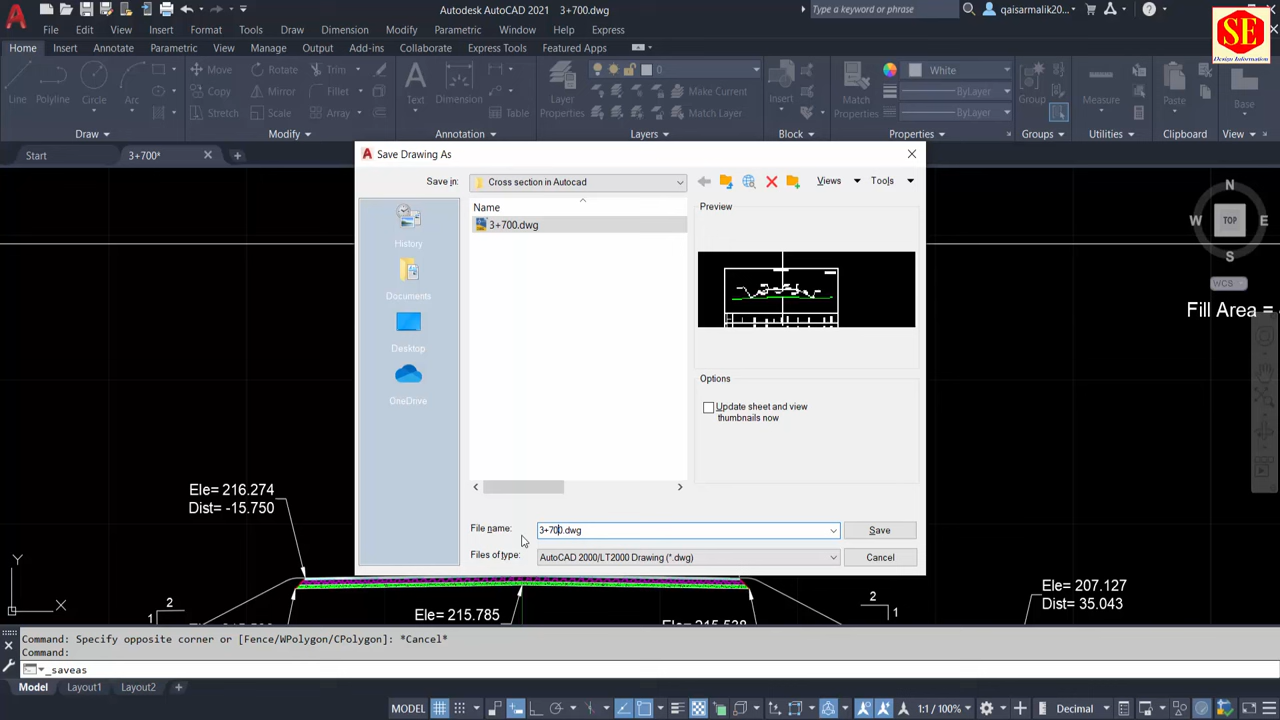 Autodesk AutoCAD 2021 3+700.dwg
Type a keyword or phrase
qaisarmalik20...
SE
Design Information
File Edit View Insert Format Tools Draw Dimension Modify Parametric Window Help Express
Home Insert Annotate Parametric View Manage Output Add-ins Collaborate Express Tools Featured Apps
Line Polyline Circle Arc
Move Rotate Trim
Copy Mirror Fillet
Stretch Scale Array
Text Dimension Table
Layer Properties
0
Make Current
Match Layer
Insert
Match Properties
White
ByLayer
ByLayer
Group
Measure
Paste
Base
Draw Modify Annotation Layers Block Properties Groups Utilities Clipboard View
Start 3+700*
Save Drawing As
Save in: Cross section in Autocad
Views Tools
Name
3+700.dwg
Preview
History
Documents
Desktop
OneDrive
Options
Update sheet and view
thumbnails now
File name: 3+700.dwg
Save
Files of type: AutoCAD 2000/LT2000 Drawing (*.dwg)
Cancel
N
W TOP E
S
WCS
Fill Area =
Ele= 216.274
Dist= -15.750
Y
X
2
1
Ele= 215.785
2
1
Ele= 207.127
Dist= 35.043
Command: Specify opposite corner or [Fence/WPolygon/CPolygon]: *Cancel*
Command:
_saveas
Model Layout1 Layout2 +
MODEL
1:1 / 100%
Decimal